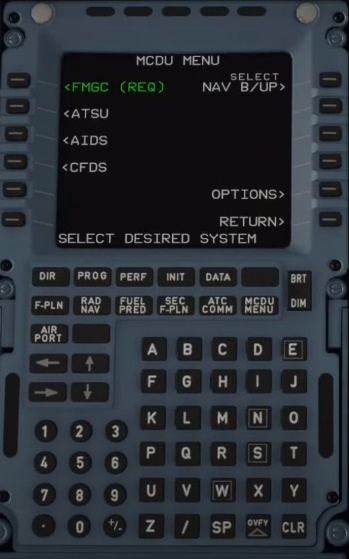 MCDU MENU
SELECT
<FMGC (REQ) NAV B/UP>
<ATSU
<AIDS
<CFDS
OPTIONS>
RETURN>
SELECT DESIRED SYSTEM
DIR PROG PERF INIT DATA BRT
F-PLN RAD NAV FUEL PRED SEC F-PLN ATC COMM MCDU MENU DIM
AIR PORT
← ↑
→ ↓
A B C D E
F G H I J
K L M N O
1 2 3
P Q R S T
4 5 6
U V W X Y
7 8 9
Z / SP OVFY CLR
. 0 +/-